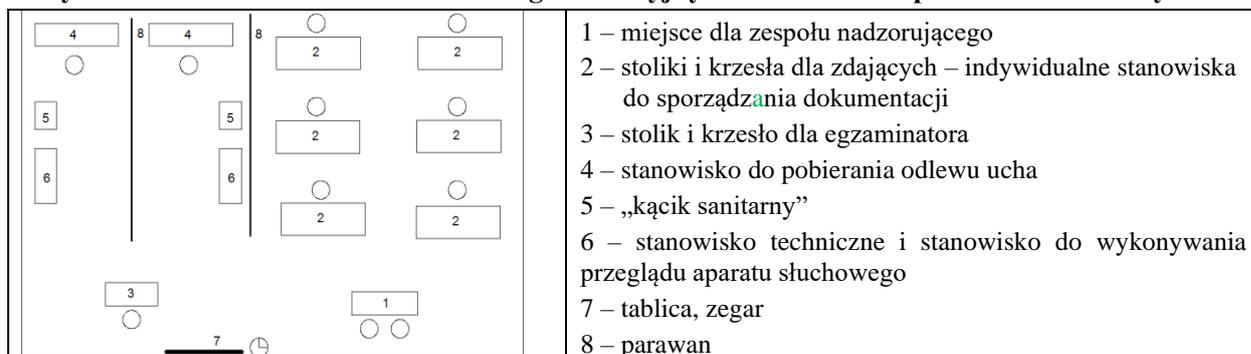 4 8 4 8
2 2
5 5
2 2
6 6
2 2
3
1
7
1 – miejsce dla zespołu nadzorującego
2 – stoliki i krzesła dla zdających – indywidualne stanowiska
do sporządzania dokumentacji
3 – stolik i krzesło dla egzaminatora
4 – stanowisko do pobierania odlewu ucha
5 – „kącik sanitarny”
6 – stanowisko techniczne i stanowisko do wykonywania
przeglądu aparatu słuchowego
7 – tablica, zegar
8 – parawan